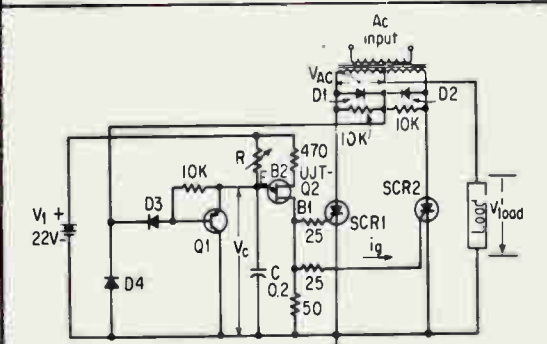 Ac
input
VAC
D1
D2
10K
10K
R
470
B2
UJT-
Q2
10K
E
B1
SCR2
D3
SCR1
V1 +
22V-
Q1
Vc
25
ig
Load
Vload
C
0.2
25
D4
50